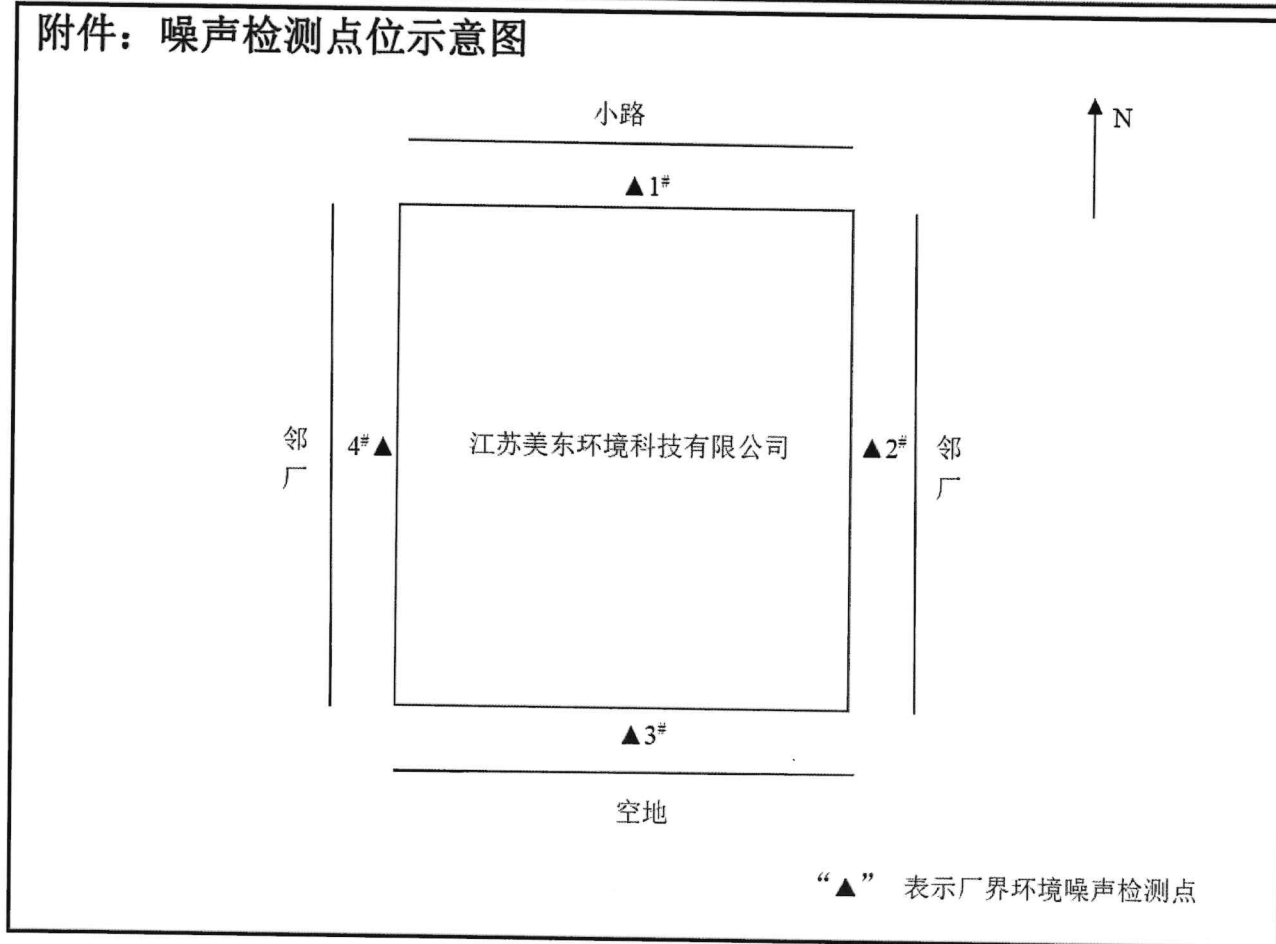 附件：噪声检测点位示意图
小路
N
▲1#
邻厂
4#▲
江苏美东环境科技有限公司
▲2#
邻厂
▲3#
空地
“▲” 表示厂界环境噪声检测点